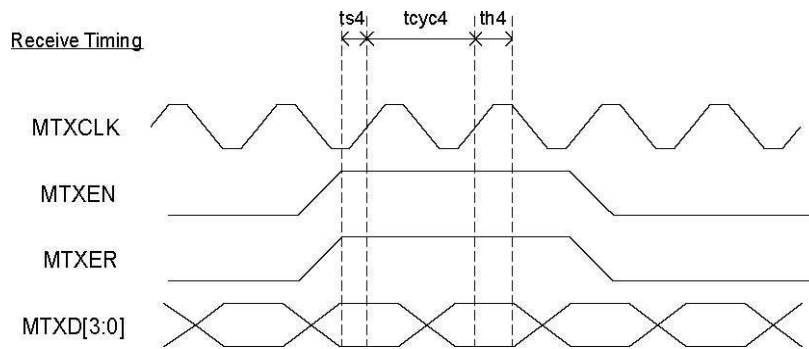 ts4 tcyc4 th4
Receive Timing
MTXCLK
MTXEN
MTXER
MTXD[3:0]